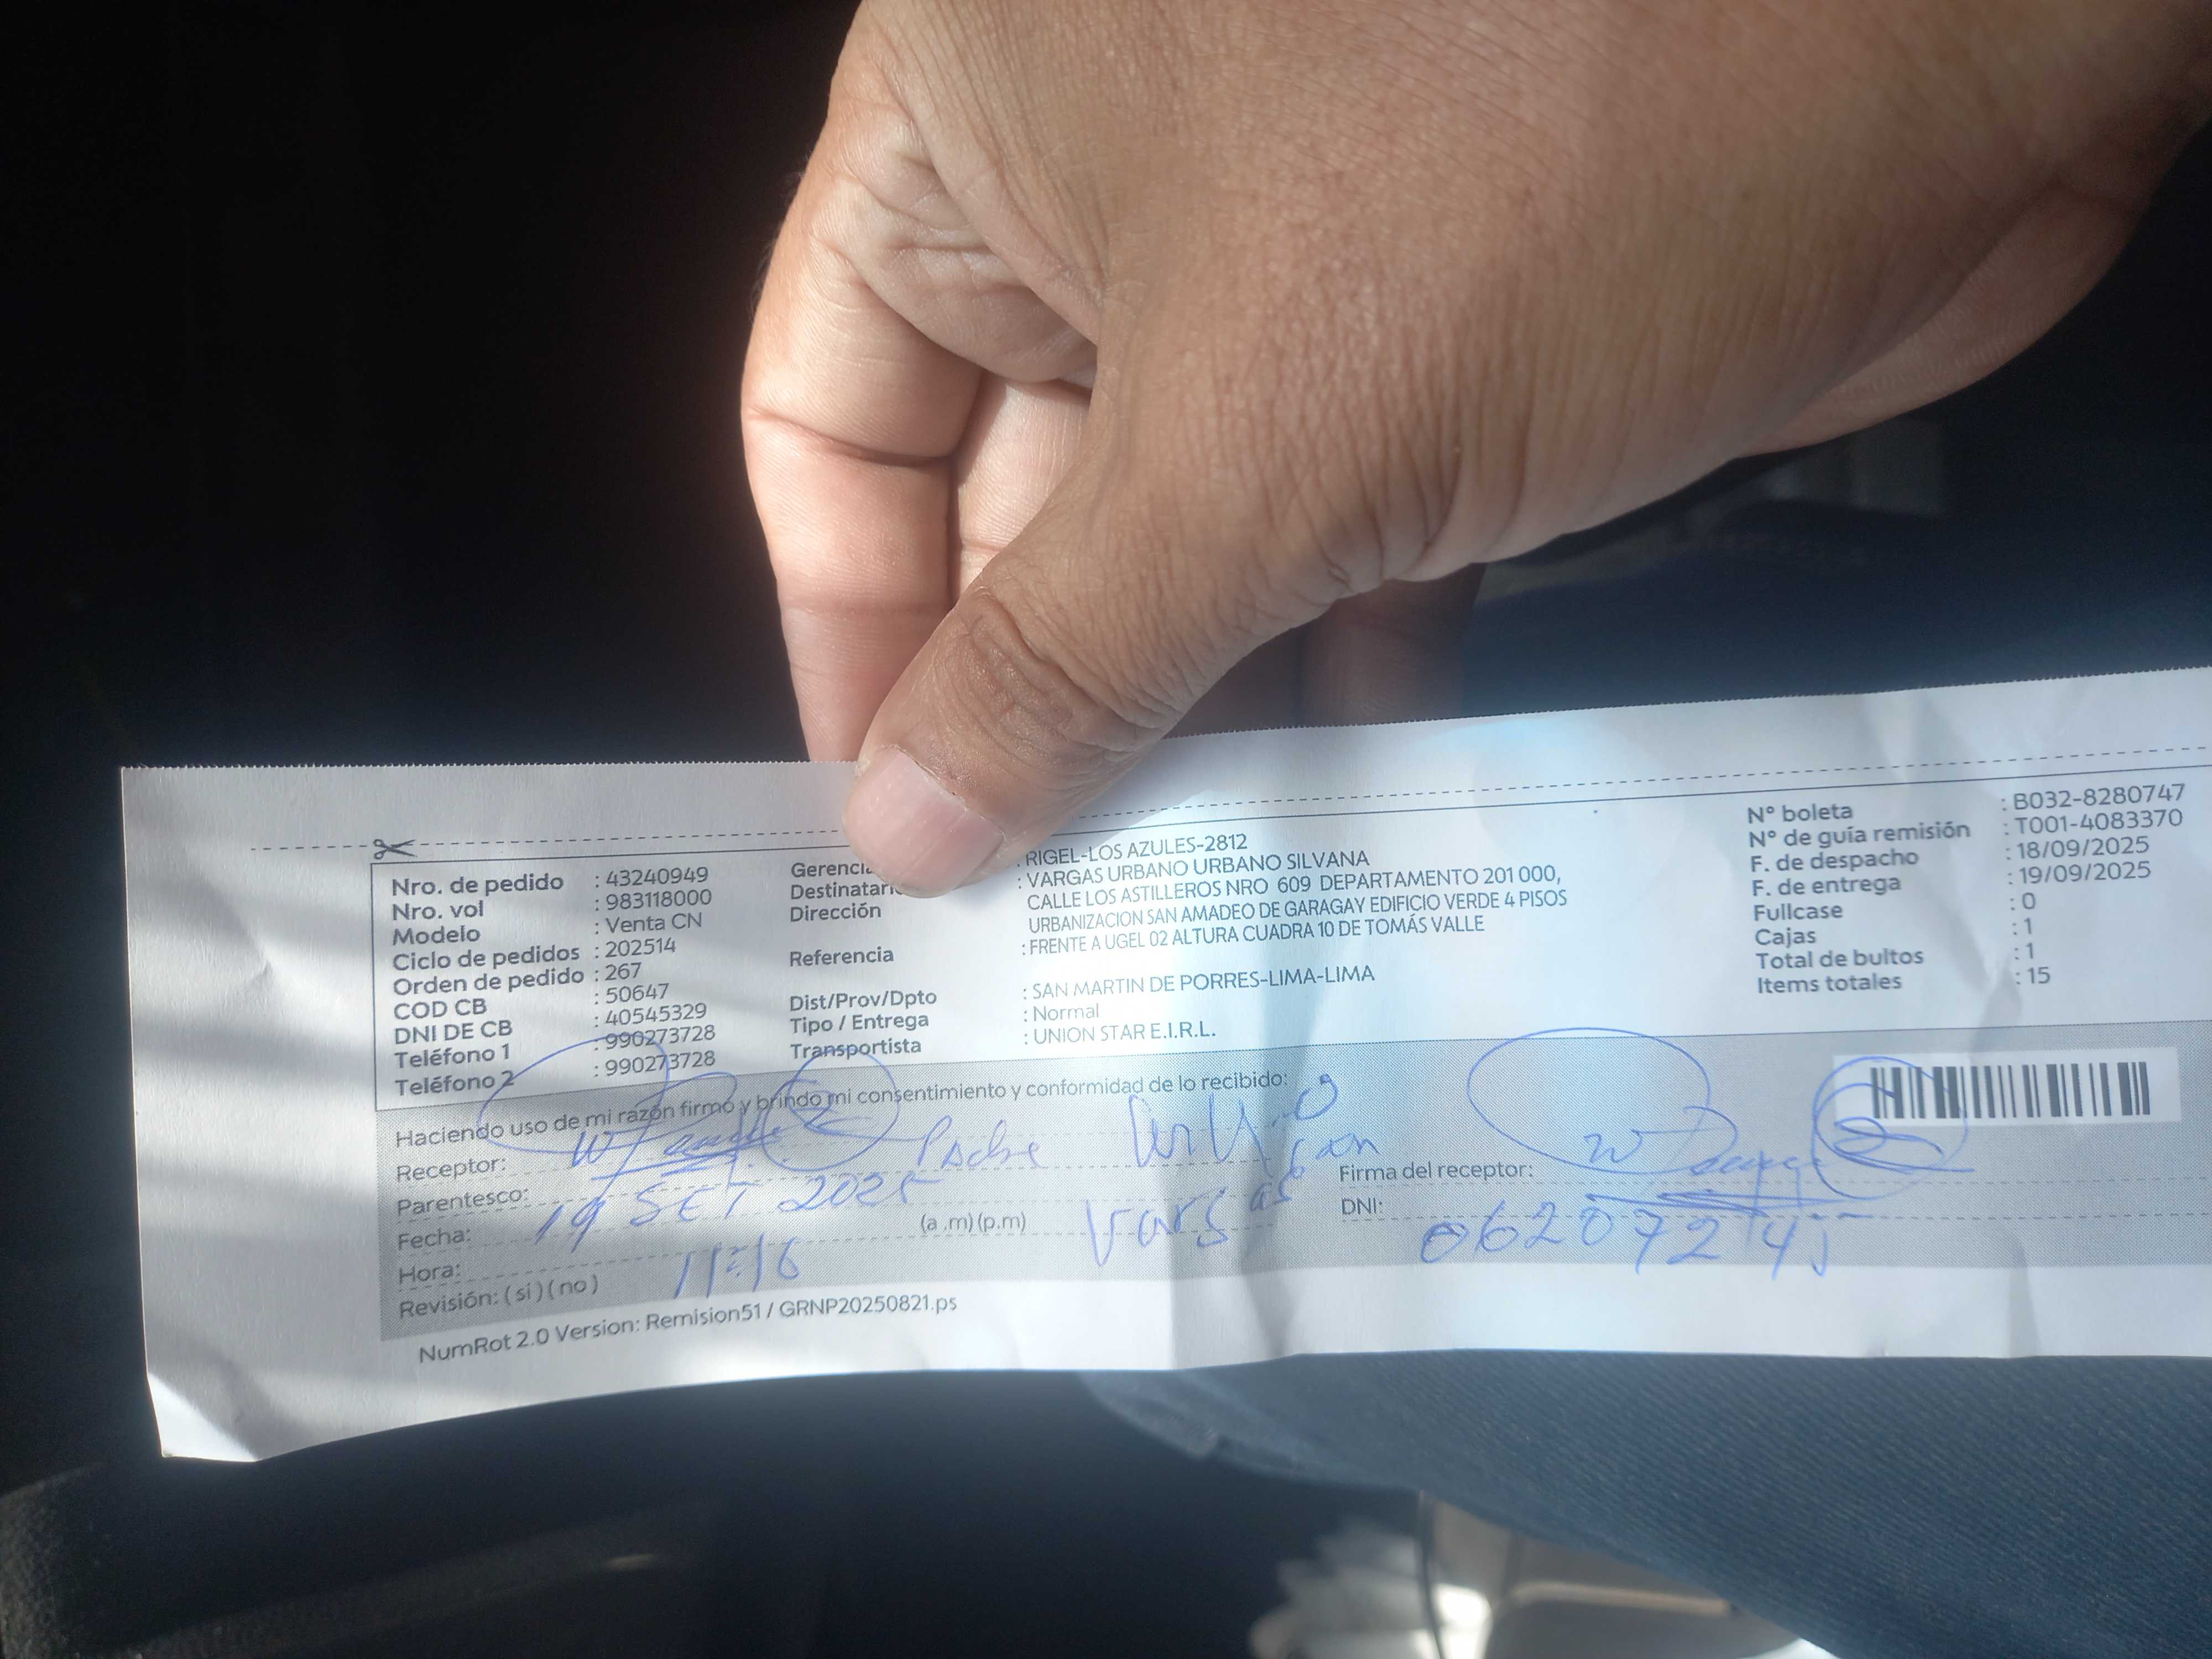 Nro. de pedido : 43240949
Nro. vol : 983118000
Modelo : Venta CN
Ciclo de pedidos : 202514
Orden de pedido : 267
COD CB : 50647
DNI DE CB : 40545329
Teléfono 1 : 990273728
Teléfono 2 : 990273728
Gerenci : RIGEL-LOS AZULES-2812
Destinatari : VARGAS URBANO URBANO SILVANA
Dirección CALLE LOS ASTILLEROS NRO 609 DEPARTAMENTO 201 000,
URBANIZACION SAN AMADEO DE GARAGAY EDIFICIO VERDE 4 PISOS
Referencia : FRENTE A UGEL 02 ALTURA CUADRA 10 DE TOMÁS VALLE
Dist/Prov/Dpto : SAN MARTIN DE PORRES-LIMA-LIMA
Tipo / Entrega : Normal
Transportista : UNION STAR E.I.R.L.
N° boleta : B032-8280747
N° de guía remisión : T001-4083370
F. de despacho : 18/09/2025
F. de entrega : 19/09/2025
Fullcase : 0
Cajas : 1
Total de bultos : 1
Items totales : 15
Haciendo uso de mi razón firmo y brindo mi consentimiento y conformidad de lo recibido:
Receptor:
Parentesco: Padre
Fecha: 19 SET 2025
Hora: 11:16 (a .m) (p.m)
Vargas
Revisión: ( si ) ( no )
Firma del receptor:
DNI: 06207245
NumRot 2.0 Version: Remision51 / GRNP20250821.ps